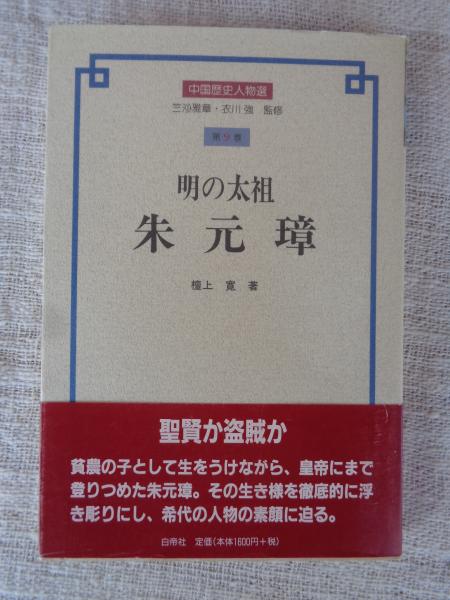 中国歴史人物選
竺沙雅章・衣川強 監修
第9巻
明の太祖
朱元璋
檀上 寛 著
聖賢か盗賊か
貧農の子として生をうけながら、皇帝にまで
登りつめた朱元璋。その生き様を徹底的に浮
き彫りにし、希代の人物の素顔に迫る。
白帝社 定価(本体1600円+税)